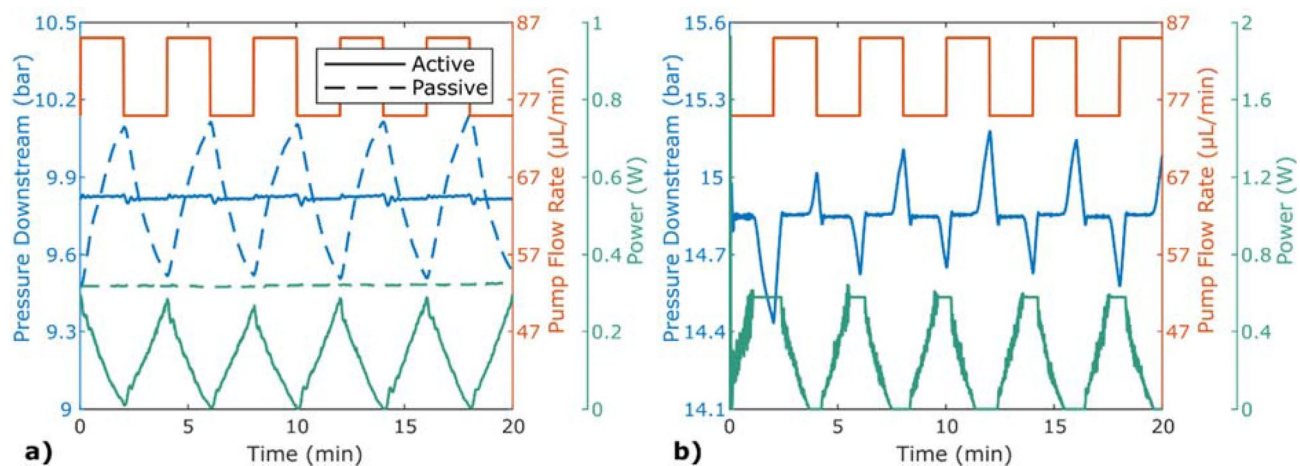 10.5
10.2
9.9
9.6
9.3
9
Pressure Downstream (bar)
Active
Passive
87
77
67
57
47
Pump Flow Rate (µL/min)
1
0.8
0.6
0.4
0.2
0
Power (W)
0 5 10 15 20
Time (min)
a)
15.6
15.3
15
14.7
14.4
14.1
Pressure Downstream (bar)
87
77
67
57
47
Pump Flow Rate (µL/min)
2
1.6
1.2
0.8
0.4
0
Power (W)
0 5 10 15 20
Time (min)
b)